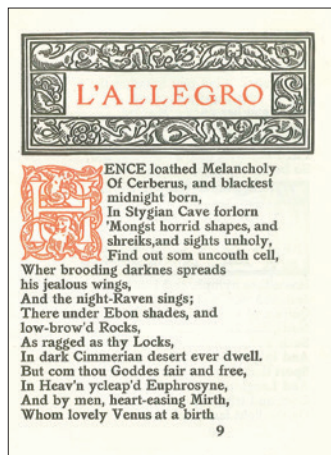 L'ALLEGRO
HENCE loathed Melancholy
Of Cerberus, and blackest
midnight born,
In Stygian Cave forlorn
'Mongst horrid shapes, and
shreiks,and sights unholy,
Find out som uncouth cell,
Wher brooding darknes spreads
his jealous wings,
And the night-Raven sings;
There under Ebon shades, and
low-brow'd Rocks,
As ragged as thy Locks,
In dark Cimmerian desert ever dwell.
But com thou Goddes fair and free,
In Heav'n ycleap'd Euphrosyne,
And by men, heart-easing Mirth,
Whom lovely Venus at a birth
9